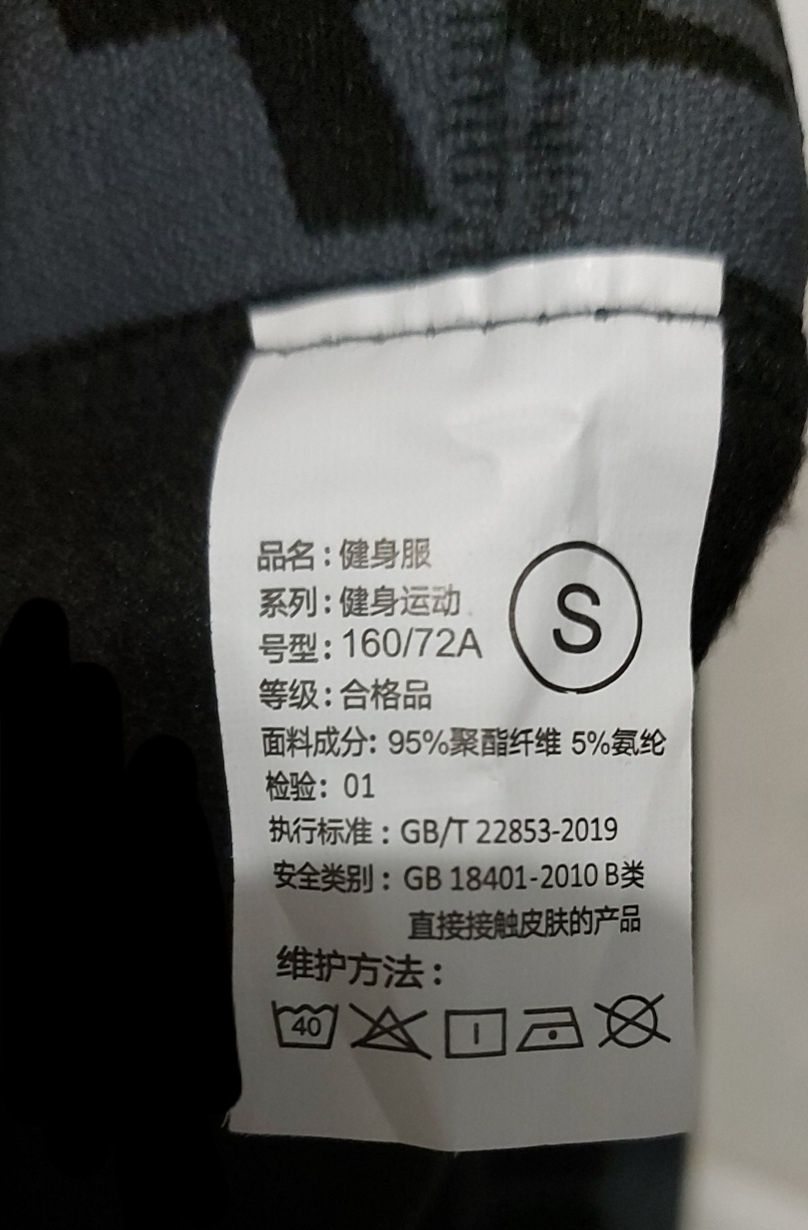 品名：健身服
系列：健身运动
号型：160/72A
S
等级：合格品
面料成分：95%聚酯纤维 5%氨纶
检验：01
执行标准：GB/T 22853-2019
安全类别：GB 18401-2010 B类
直接接触皮肤的产品
维护方法：
40